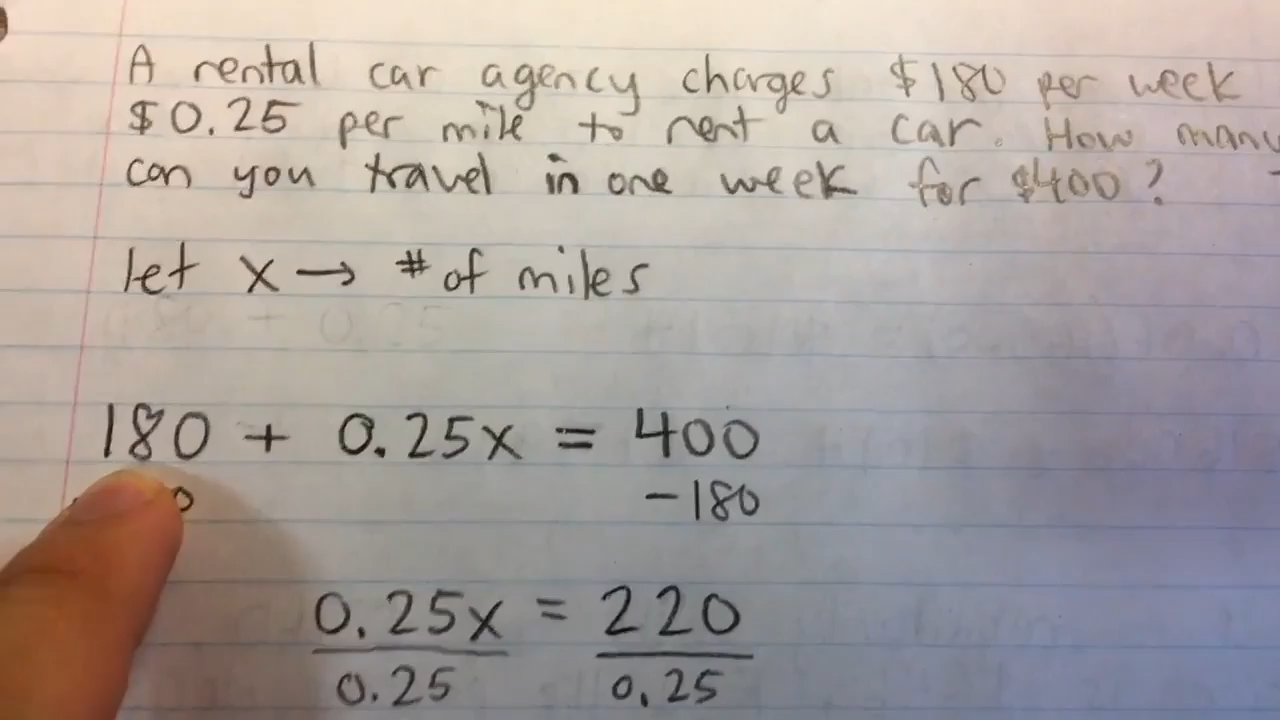 A rental car agency charges $180 per week
$0.25 per mile to rent a car. How many
can you travel in one week for $400?
let x → # of miles
180 + 0.25x = 400
-180
0.25x = 220
0.25 0.25